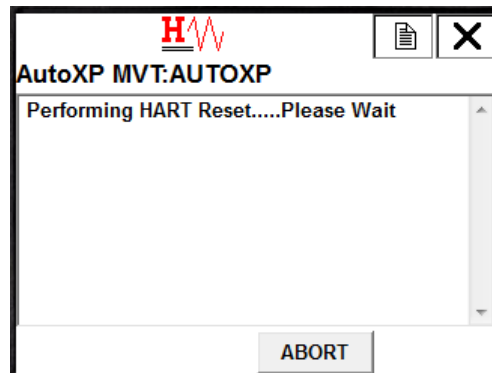 H
AutoXP MVT:AUTOXP
Performing HART Reset.....Please Wait
ABORT